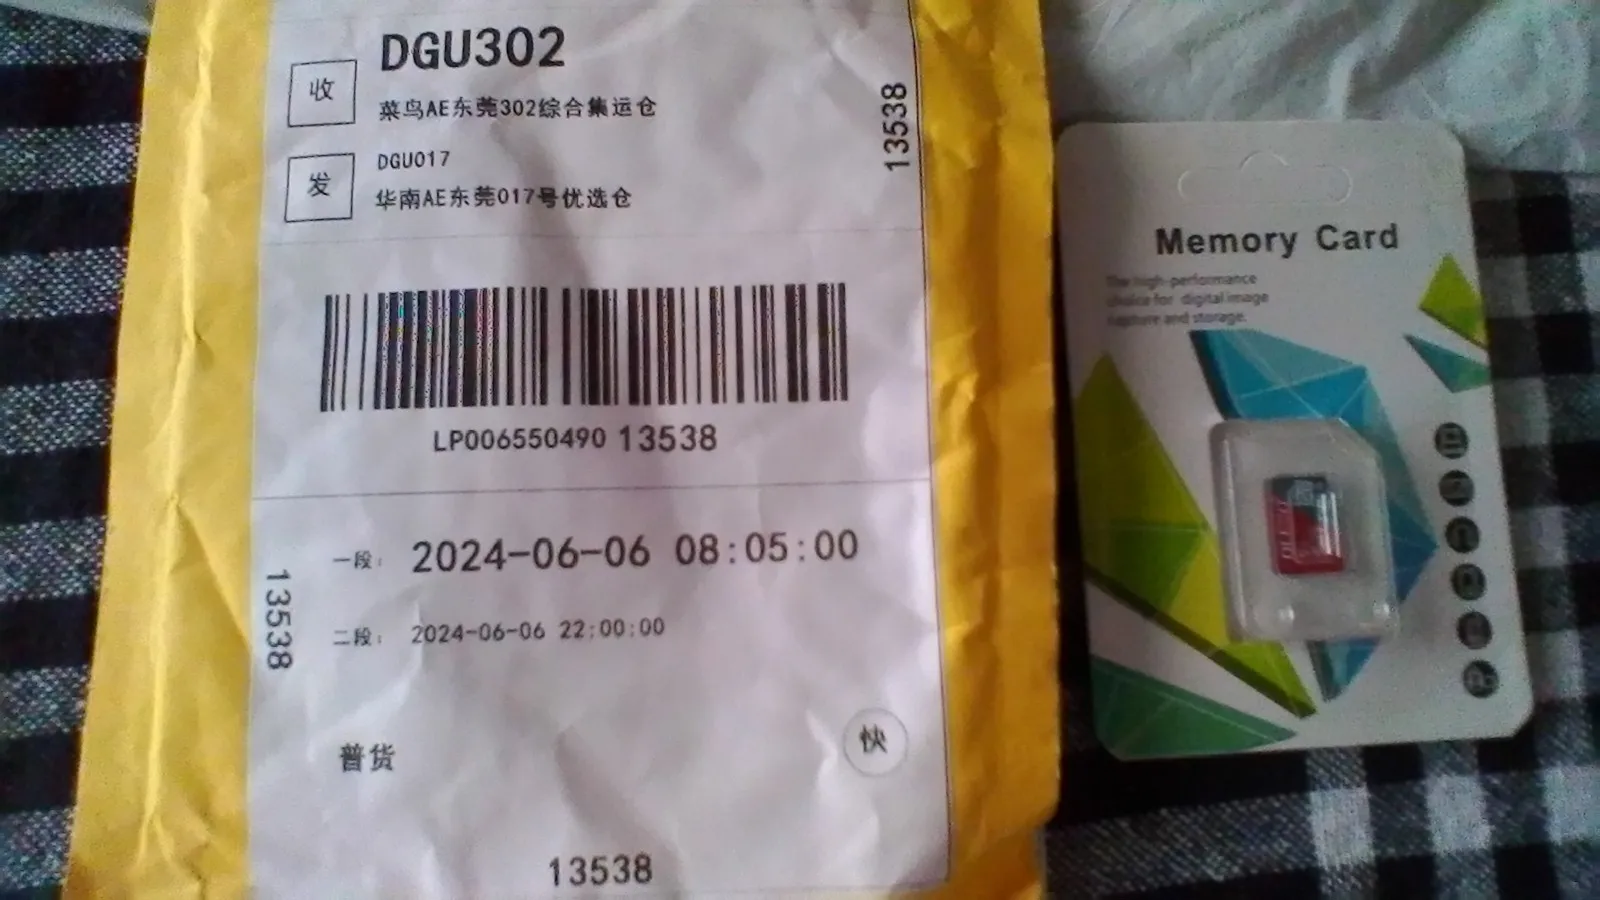 DGU302
收
菜鸟AE东莞302综合集运仓
13538
DGU017
发
华南AE东莞017号优选仓
LP00655049013538
一段: 2024-06-06 08:05:00
二段: 2024-06-06 22:00:00
13538
普货
快
13538
Memory Card
The high-performance
choice for digital image
capture and storage.